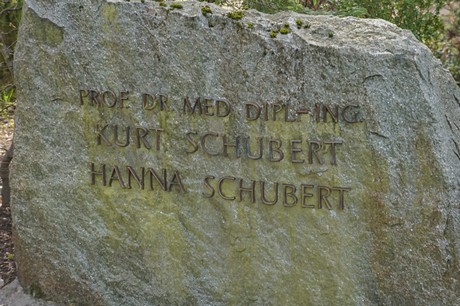 PROF DR. MED DIPL-ING.
KURT SCHUBERT
HANNA SCHUBERT